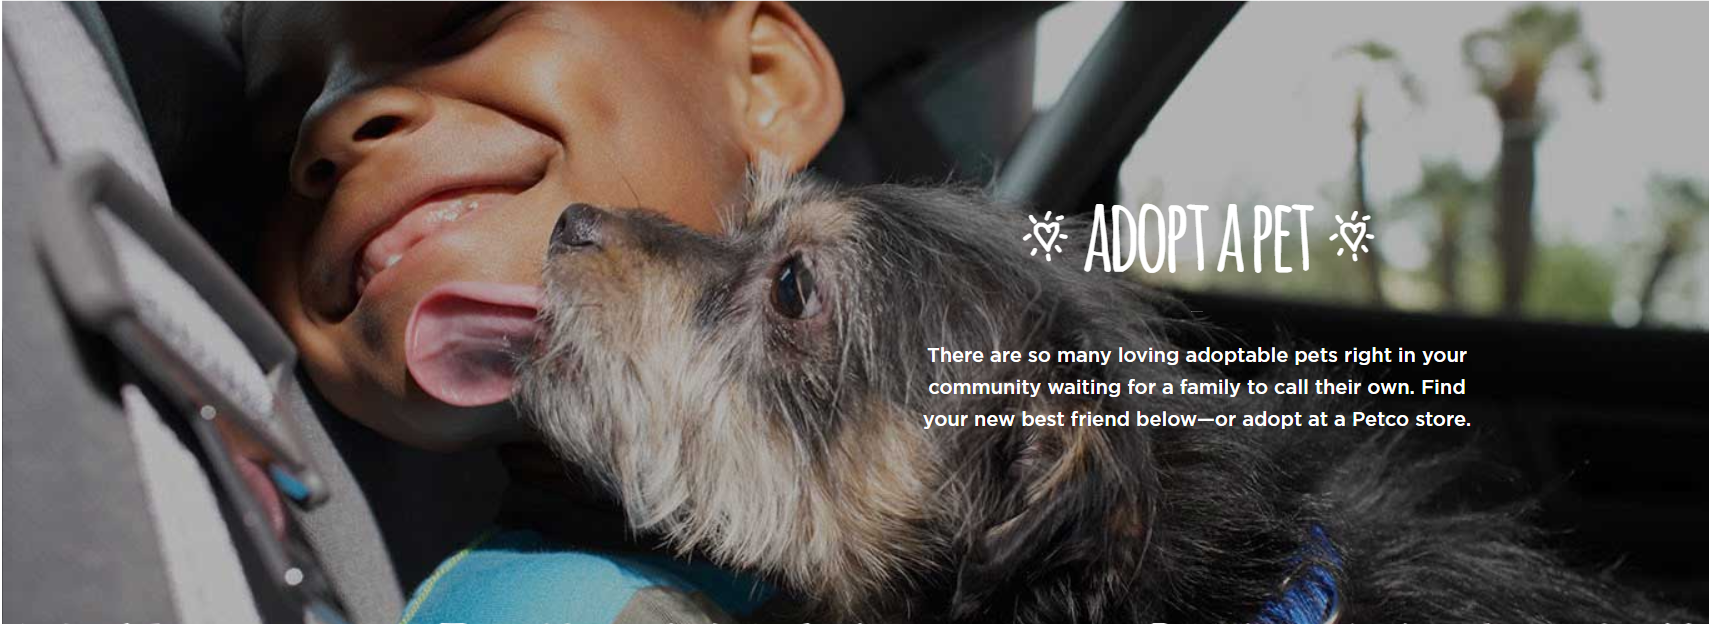 ADOPT A PET
There are so many loving adoptable pets right in your
community waiting for a family to call their own. Find
your new best friend below—or adopt at a Petco store.